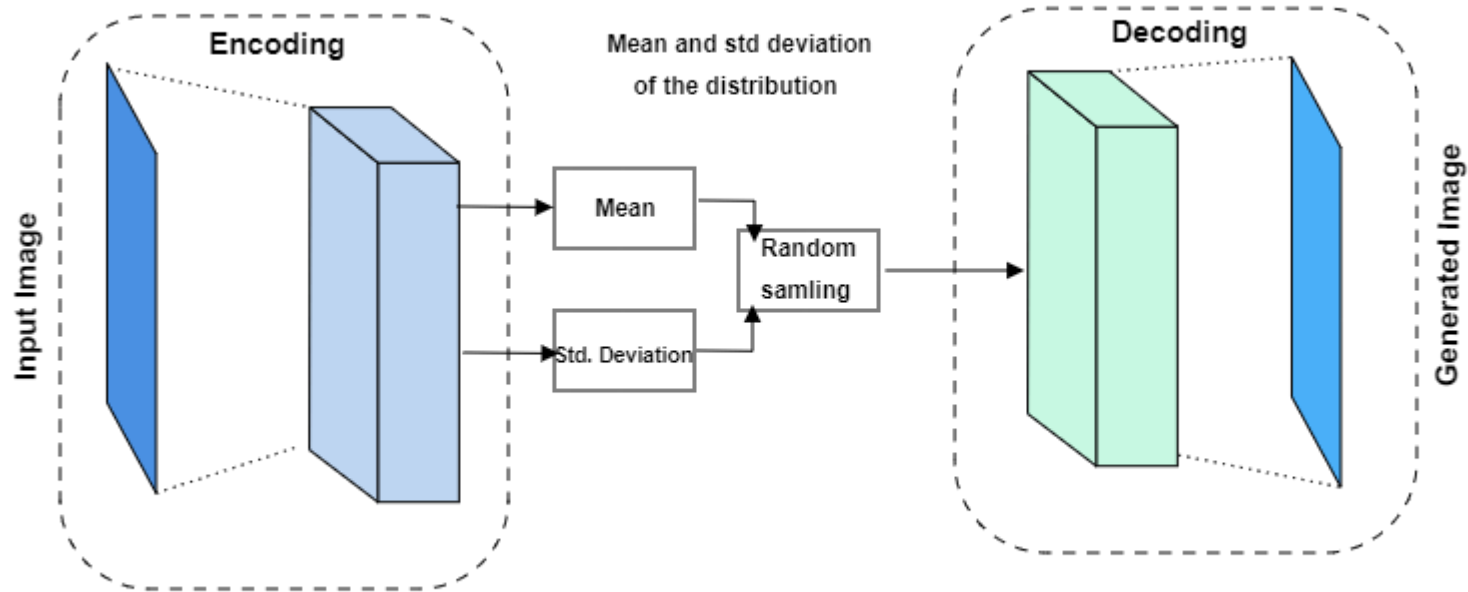 Encoding
Mean and std deviation
of the distribution
Decoding
Input Image
Mean
Std. Deviation
Random
samling
Generated Image